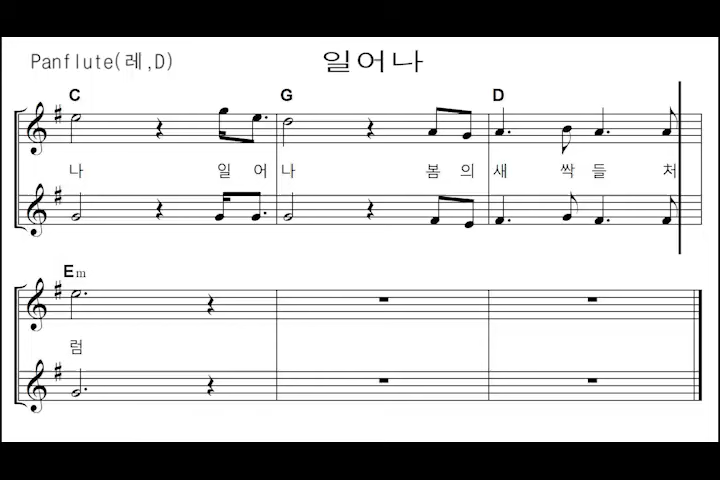 Panflute(레,D)
일어나
C G D
나 일 어 나 봄 의 새 싹 들 처
Em
럼